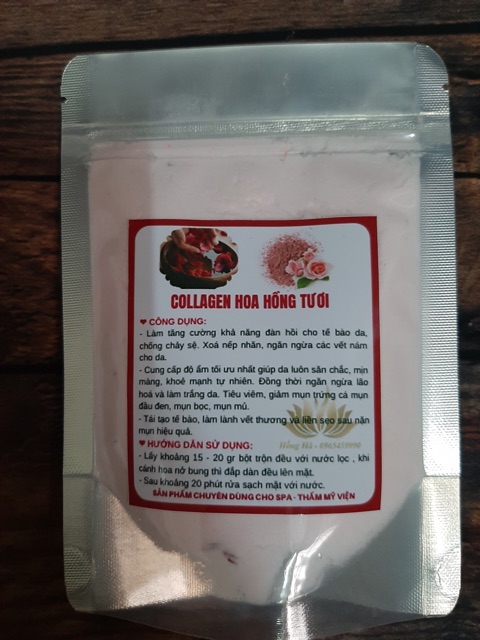 COLLAGEN HOA HỒNG TƯƠI
❤ CÔNG DỤNG:
- Làm tăng cường khả năng đàn hồi cho tế bào da,
chống chảy sệ. Xoá nếp nhăn, ngăn ngừa các vết nám
cho da.
- Cung cấp độ ẩm tối ưu nhất giúp da luôn săn chắc, mịn
màng, khoẻ mạnh tự nhiên. Đồng thời ngăn ngừa lão
hoá và làm trắng da. Tiêu viêm, giảm mụn trứng cá mụn
đầu đen, mụn bọc, mụn mủ.
- Tái tạo tế bào, làm lành vết thương và liền sẹo sau nặn
mụn hiệu quả.
Hồng Hà - 0965459990
❤ HƯỚNG DẪN SỬ DỤNG:
- Lấy khoảng 15 - 20 gr bột trộn đều với nước lọc , khi
cánh hoa nở bung thì đắp dàn đều lên mặt.
- Sau khoảng 20 phút rửa sạch mặt với nước.
SẢN PHẨM CHUYÊN DÙNG CHO SPA - THẨM MỸ VIỆN